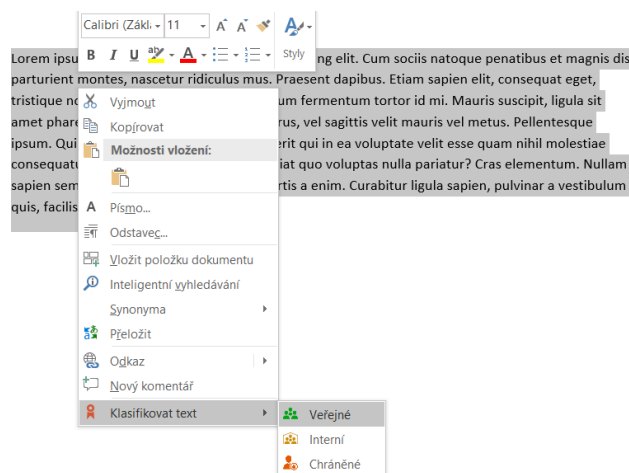 Calibri (Zákl 11 A A
B I U ab A Styly
Lorem ipsu ng elit. Cum sociis natoque penatibus et magnis dis
parturient montes, nascetur ridiculus mus. Praesent dapibus. Etiam sapien elit, consequat eget,
tristique no um fermentum tortor id mi. Mauris suscipit, ligula sit
amet phare rus, vel sagittis velit mauris vel metus. Pellentesque
ipsum. Qui erit qui in ea voluptate velit esse quam nihil molestiae
consequatu iat quo voluptas nulla pariatur? Cras elementum. Nullam
sapien sem rtis a enim. Curabitur ligula sapien, pulvinar a vestibulum
quis, facilis
Vyjmout
Kopírovat
Možnosti vložení:
A Písmo...
Odstavec...
Vložit položku dokumentu
Inteligentní vyhledávání
Synonyma
Přeložit
Odkaz
Nový komentář
Klasifikovat text
Veřejné
Interní
Chráněné